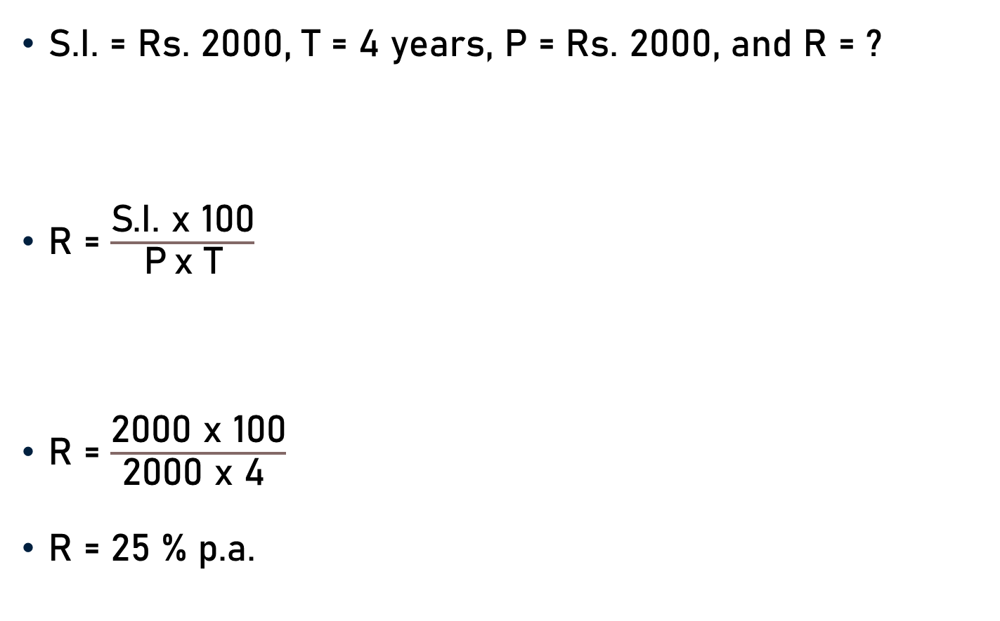 • S.I. = Rs. 2000, T = 4 years, P = Rs. 2000, and R = ?
• R = S.I. x 100
P x T
• R = 2000 x 100
2000 x 4
• R = 25 % p.a.